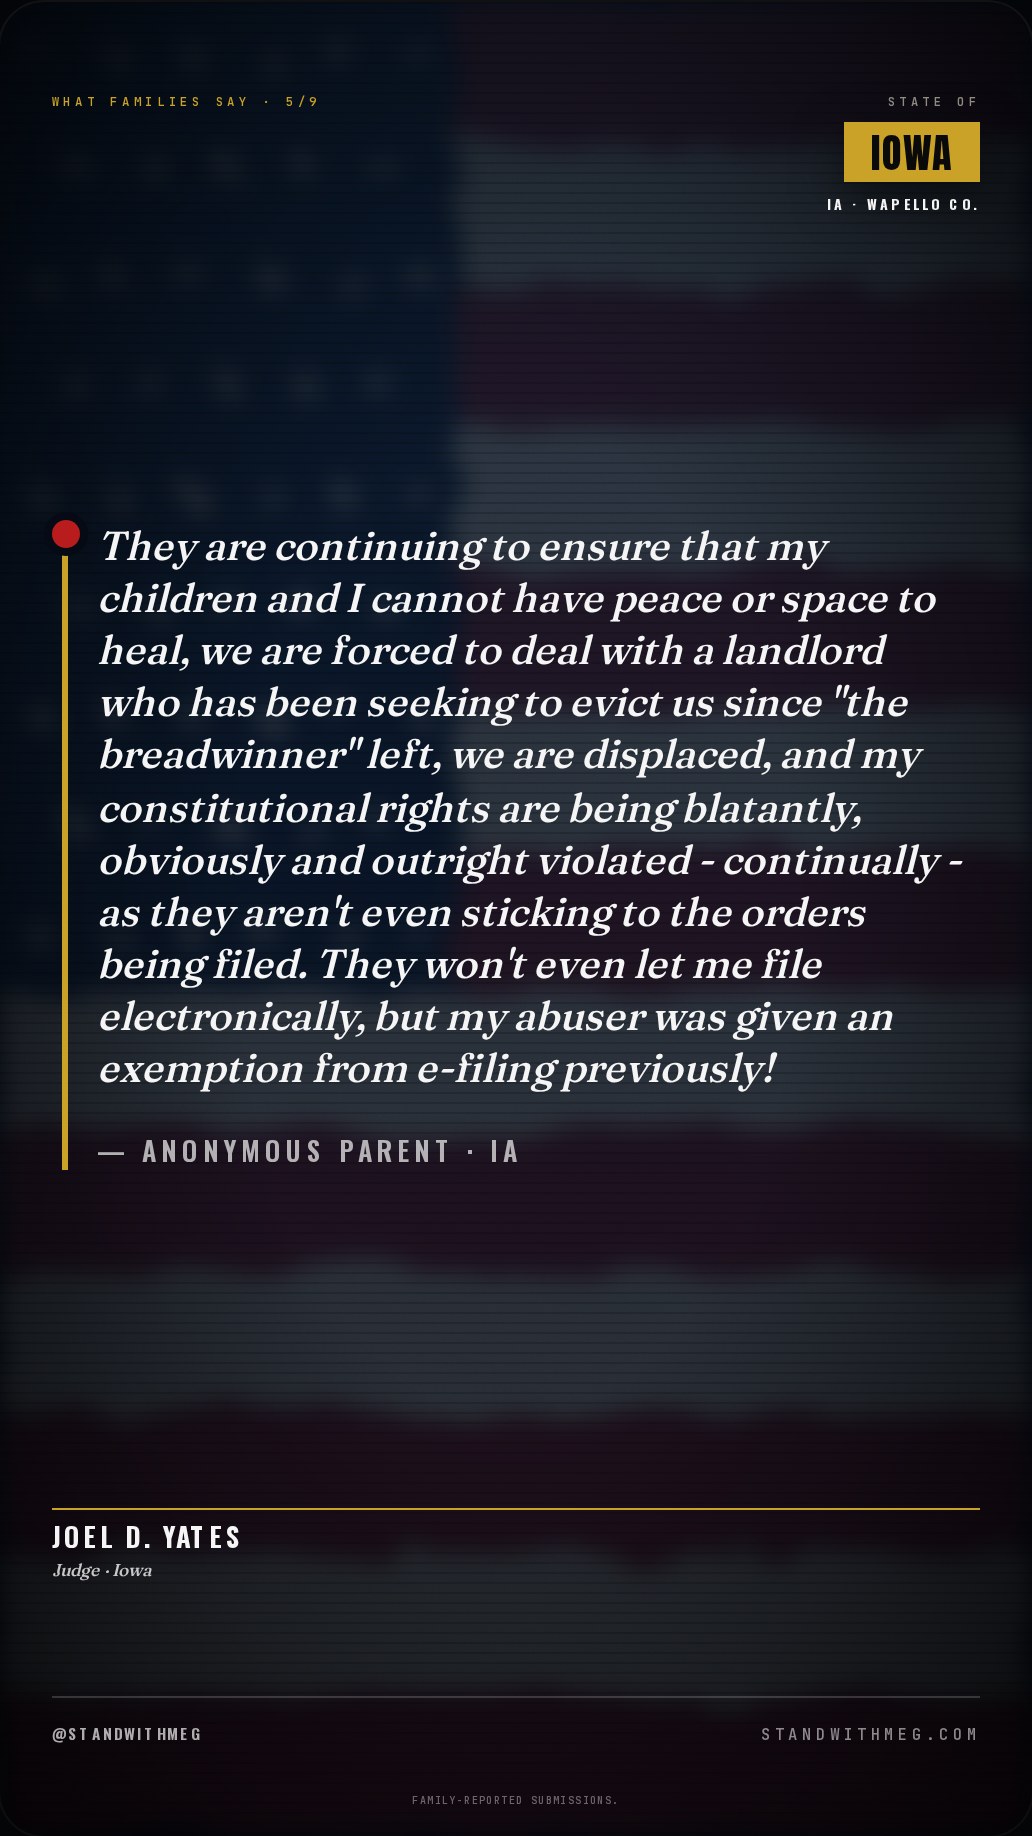 WHAT FAMILIES SAY · 5/9
STATE OF
IOWA
IA · WAPELLO CO.
They are continuing to ensure that my
children and I cannot have peace or space to
heal, we are forced to deal with a landlord
who has been seeking to evict us since "the
breadwinner" left, we are displaced, and my
constitutional rights are being blatantly,
obviously and outright violated - continually -
as they aren't even sticking to the orders
being filed. They won't even let me file
electronically, but my abuser was given an
exemption from e-filing previously!
— ANONYMOUS PARENT · IA
JOEL D. YATES
Judge · Iowa
@STANDWITHMEG
STANDWITHMEG.COM
FAMILY-REPORTED SUBMISSIONS.